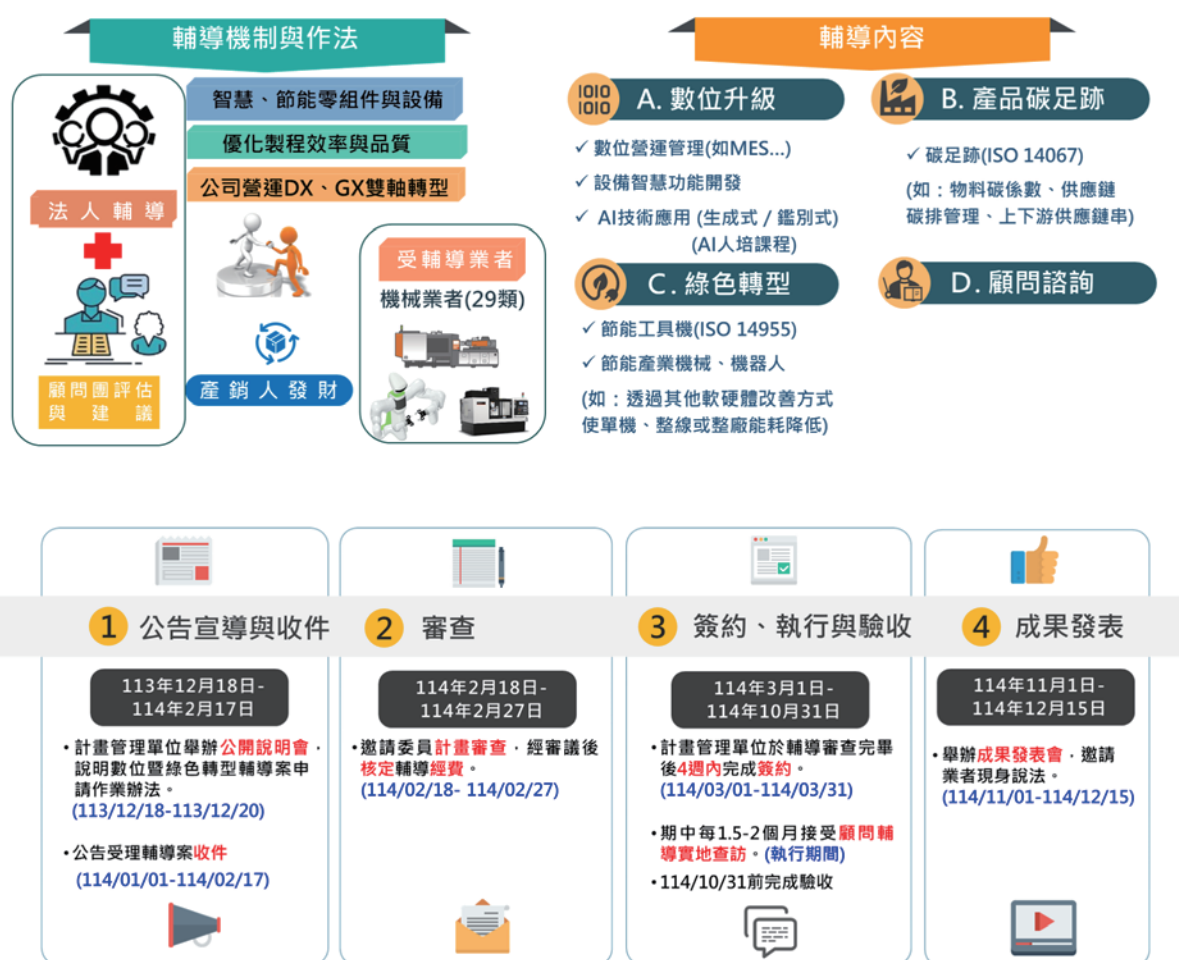 輔導機制與作法
智慧、節能零組件與設備
優化製程效率與品質
公司營運DX、GX雙軸轉型
法人輔導
顧問團評估
與建議
產銷人發財
受輔導業者
機械業者(29類)
輔導內容
1010
1010
A. 數位升級
✓ 數位營運管理(如MES...)
✓ 設備智慧功能開發
✓ AI技術應用 (生成式 / 鑑別式)
(AI人培課程)
B. 產品碳足跡
✓ 碳足跡(ISO 14067)
(如：物料碳係數、供應鏈
碳排管理、上下游供應鏈串)
C. 綠色轉型
✓ 節能工具機(ISO 14955)
✓ 節能產業機械、機器人
(如：透過其他軟硬體改善方式
使單機、整線或整廠能耗降低)
D. 顧問諮詢
1 公告宣導與收件
113年12月18日-
114年2月17日
•計畫管理單位舉辦公開說明會，
說明數位暨綠色轉型輔導案申
請作業辦法。
(113/12/18-113/12/20)
•公告受理輔導案收件
(114/01/01-114/02/17)
2 審查
114年2月18日-
114年2月27日
•邀請委員計畫審查，經審議後
核定輔導經費。
(114/02/18- 114/02/27)
3 簽約、執行與驗收
114年3月1日-
114年10月31日
•計畫管理單位於輔導審查完畢
後4週內完成簽約。
(114/03/01-114/03/31)
•期中每1.5-2個月接受顧問輔
導實地查訪。(執行期間)
•114/10/31前完成驗收
4 成果發表
114年11月1日-
114年12月15日
•舉辦成果發表會，邀請
業者現身說法。
(114/11/01-114/12/15)